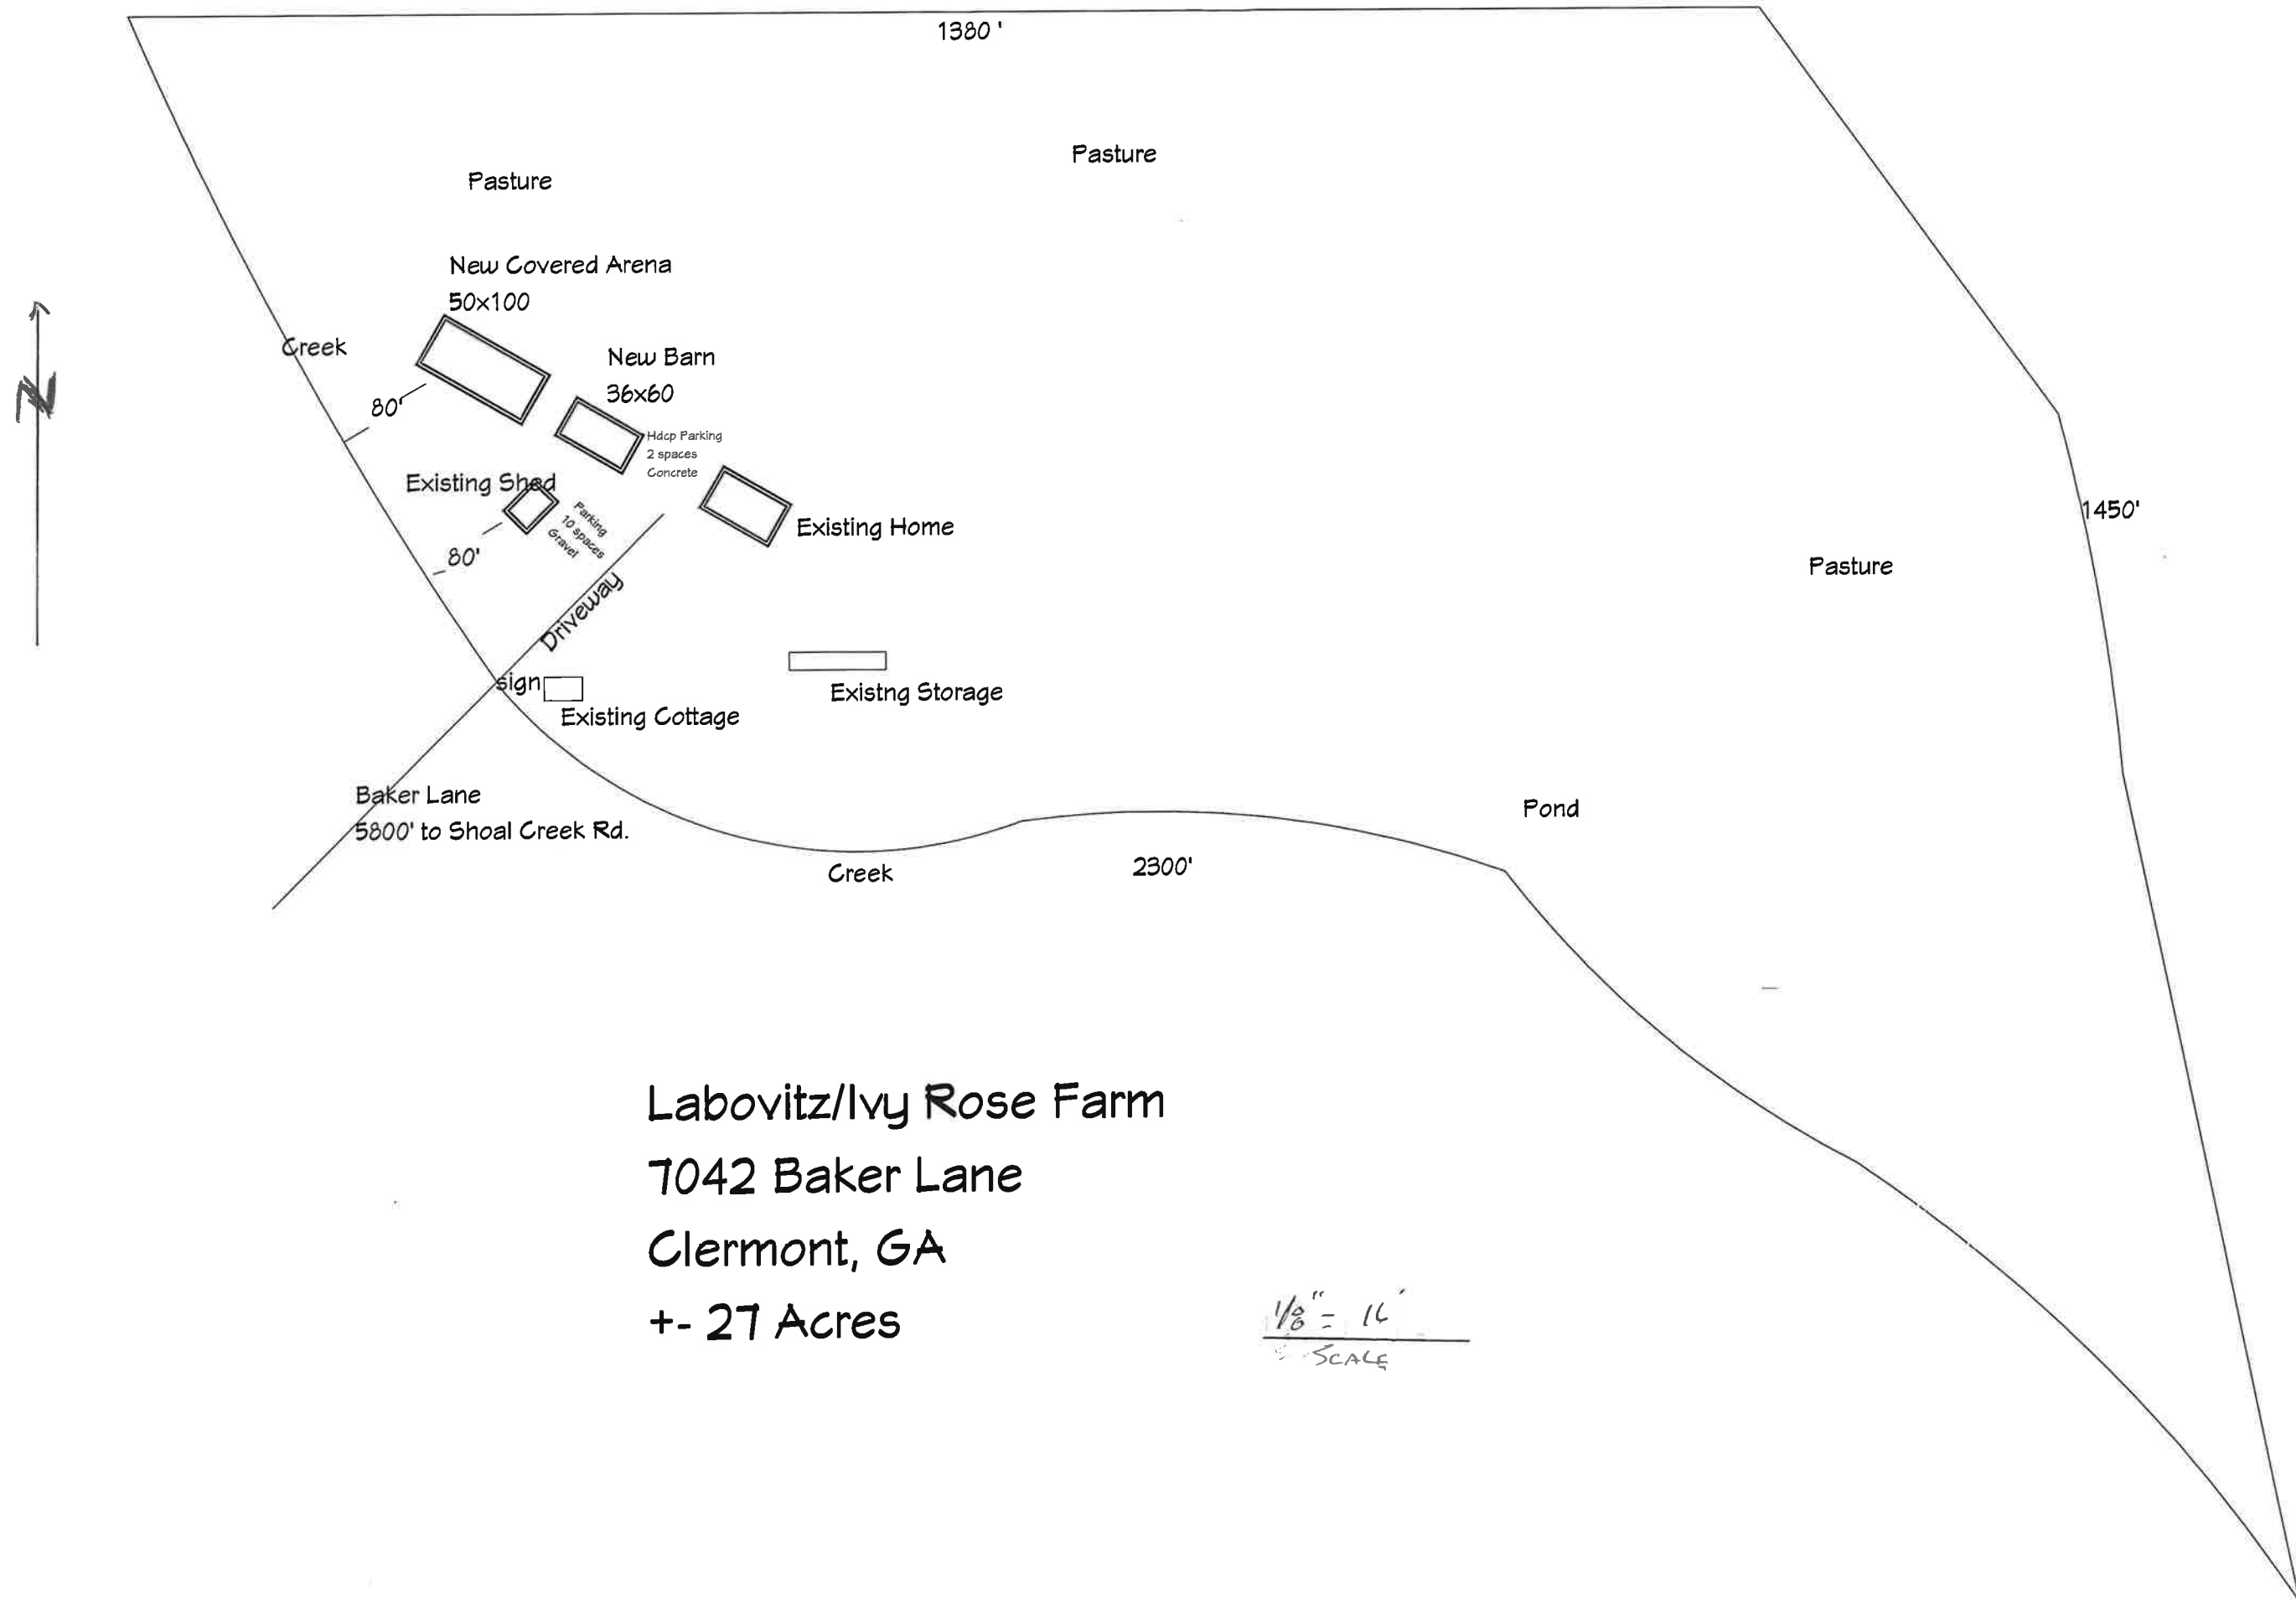 1380 '
Pasture
Pasture
New Covered Arena
50x100
Creek
New Barn
36x60
80'
Hdcp Parking
2 spaces
Concrete
N
Existing Shed
Parking
10 spaces
Gravel
Existing Home
1450'
80'
Pasture
Driveway
sign
Existing Cottage
Existng Storage
Baker Lane
5800' to Shoal Creek Rd.
Pond
Creek
2300'
Labovitz/Ivy Rose Farm
7042 Baker Lane
Clermont, GA
+- 27 Acres
1/8" = 16'
SCALE